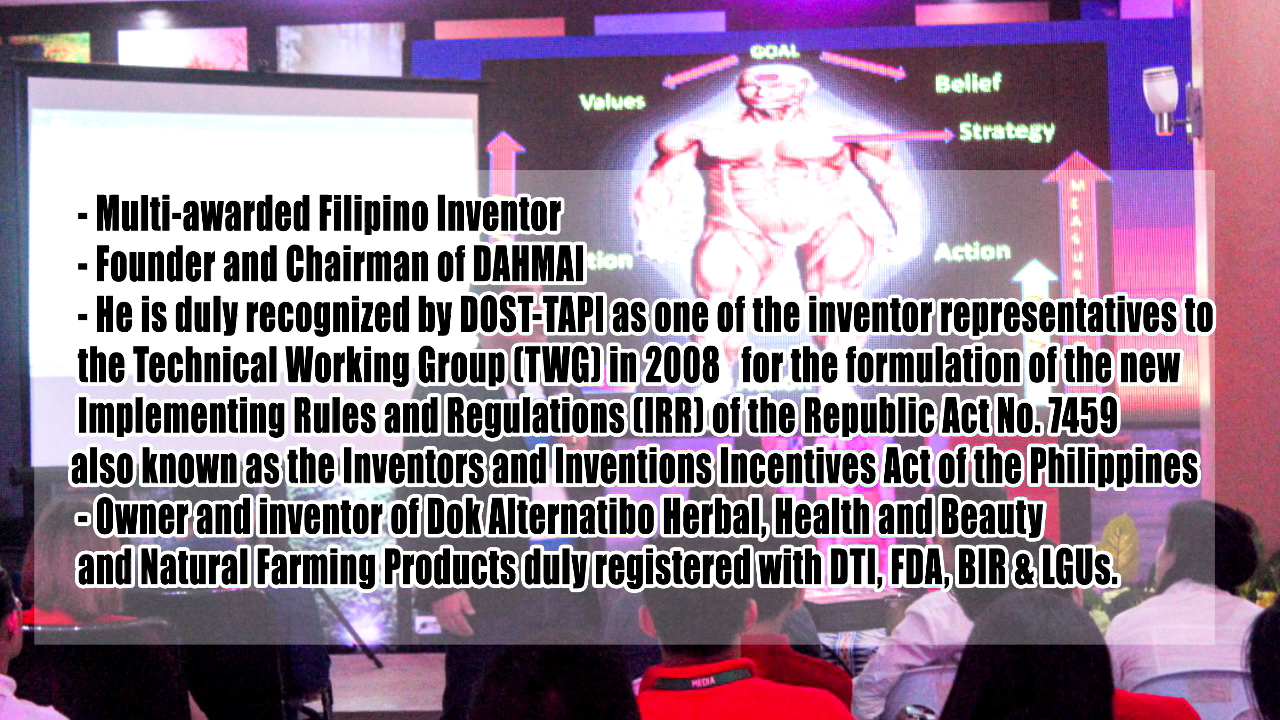 GOAL
Values
Belief
Strategy
- Multi-awarded Filipino Inventor
- Founder and Chairman of DAHMAI
tion
Action
- He is duly recognized by DOST-TAPI as one of the inventor representatives to
the Technical Working Group (TWG) in 2008 for the formulation of the new
Implementing Rules and Regulations (IRR) of the Republic Act No. 7459
also known as the Inventors and Inventions Incentives Act of the Philippines
- Owner and inventor of Dok Alternatibo Herbal, Health and Beauty
and Natural Farming Products duly registered with DTI, FDA, BIR & LGUs.
MEDIA